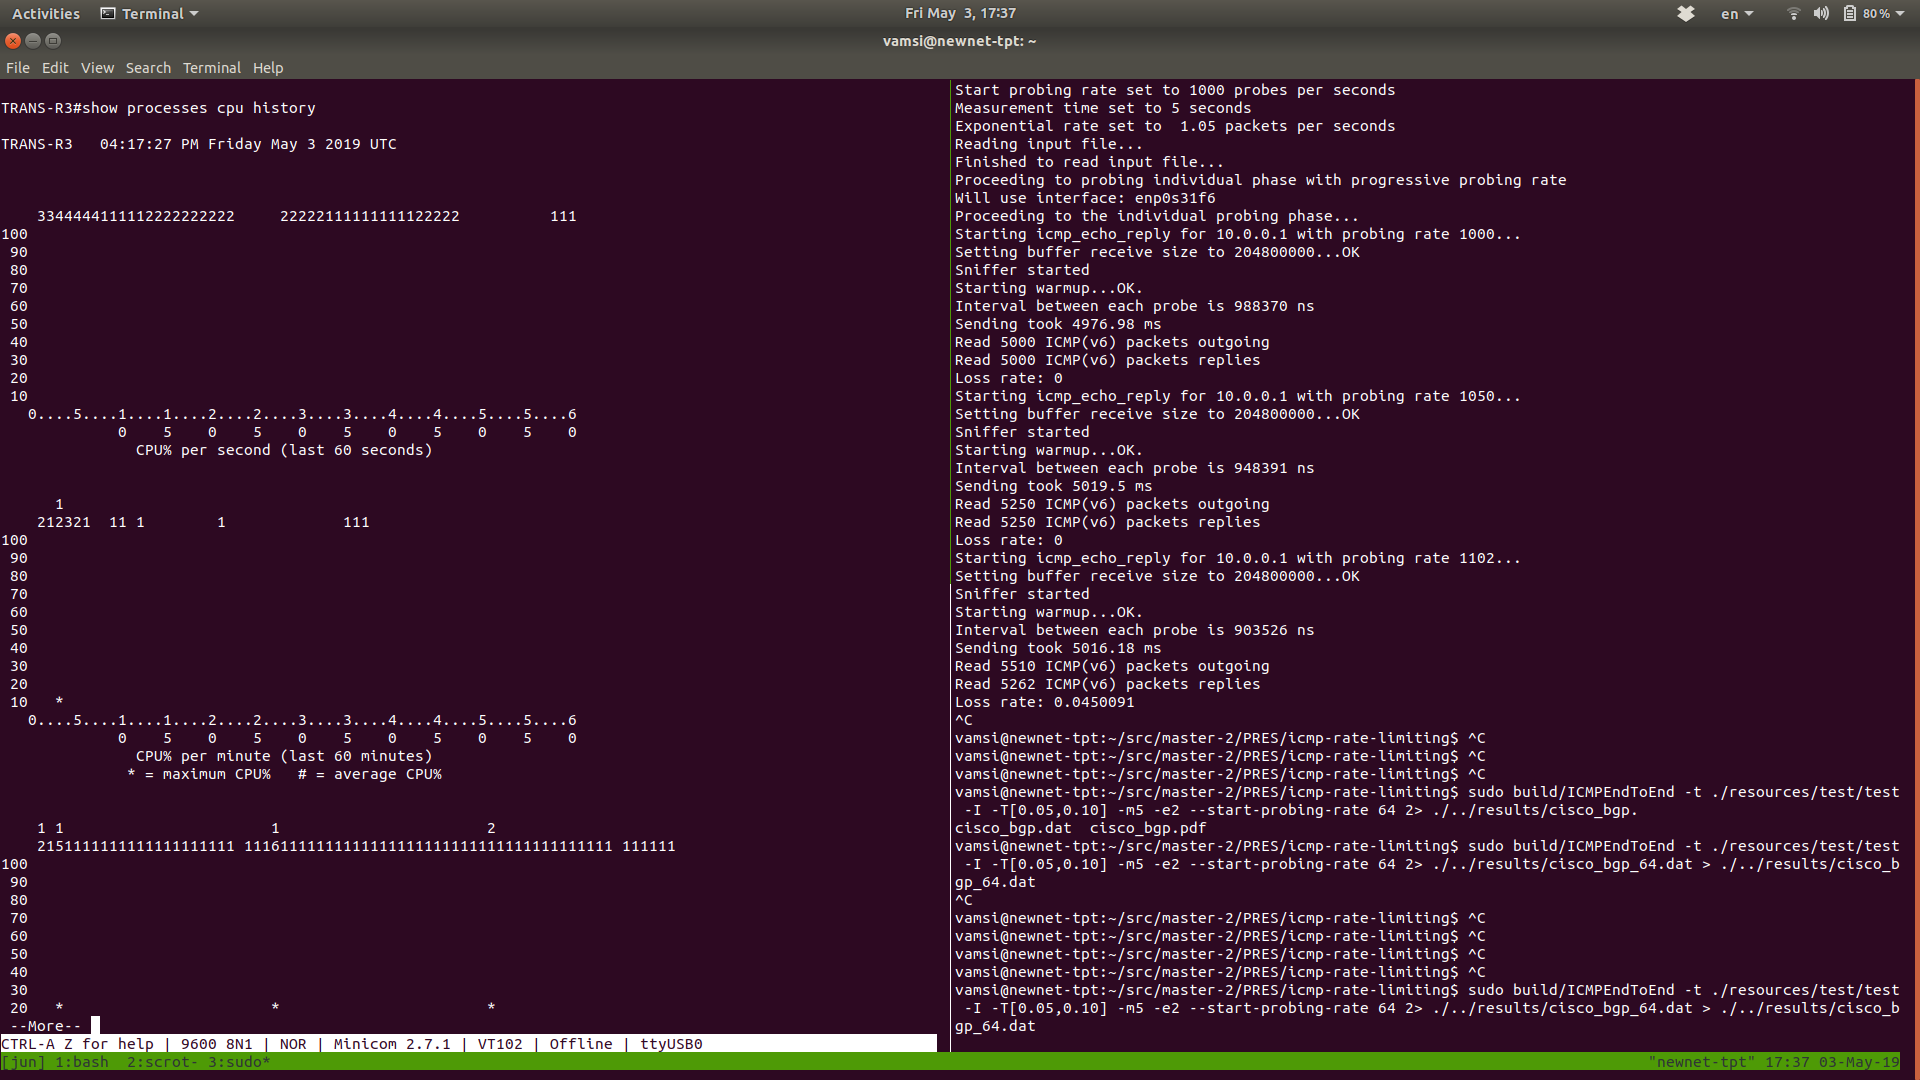 Activities Terminal Fri May 3, 17:37 en 80%
vamsi@newnet-tpt: ~
File Edit View Search Terminal Help
TRANS-R3#show processes cpu history
TRANS-R3   04:17:27 PM Friday May 3 2019 UTC
    3344444111112222222222     22222111111111122222          111
100
 90
 80
 70
 60
 50
 40
 30
 20
 10
   0....5....1....1....2....2....3....3....4....4....5....5....6
             0    5    0    5    0    5    0    5    0    5    0
               CPU% per second (last 60 seconds)
      1
    212321  11 1        1             111
100
 90
 80
 70
 60
 50
 40
 30
 20
 10   *
   0....5....1....1....2....2....3....3....4....4....5....5....6
             0    5    0    5    0    5    0    5    0    5    0
               CPU% per minute (last 60 minutes)
              * = maximum CPU%   # = average CPU%
    1 1                       1                       2
    2151111111111111111111 11161111111111111111111111111111111111111 111111
100
 90
 80
 70
 60
 50
 40
 30
 20   *                       *                       *
 --More--
CTRL-A Z for help | 9600 8N1 | NOR | Minicom 2.7.1 | VT102 | Offline | ttyUSB0
Start probing rate set to 1000 probes per seconds
Measurement time set to 5 seconds
Exponential rate set to  1.05 packets per seconds
Reading input file...
Finished to read input file...
Proceeding to probing individual phase with progressive probing rate
Will use interface: enp0s31f6
Proceeding to the individual probing phase...
Starting icmp_echo_reply for 10.0.0.1 with probing rate 1000...
Setting buffer receive size to 204800000...OK
Sniffer started
Starting warmup...OK.
Interval between each probe is 988370 ns
Sending took 4976.98 ms
Read 5000 ICMP(v6) packets outgoing
Read 5000 ICMP(v6) packets replies
Loss rate: 0
Starting icmp_echo_reply for 10.0.0.1 with probing rate 1050...
Setting buffer receive size to 204800000...OK
Sniffer started
Starting warmup...OK.
Interval between each probe is 948391 ns
Sending took 5019.5 ms
Read 5250 ICMP(v6) packets outgoing
Read 5250 ICMP(v6) packets replies
Loss rate: 0
Starting icmp_echo_reply for 10.0.0.1 with probing rate 1102...
Setting buffer receive size to 204800000...OK
Sniffer started
Starting warmup...OK.
Interval between each probe is 903526 ns
Sending took 5016.18 ms
Read 5510 ICMP(v6) packets outgoing
Read 5262 ICMP(v6) packets replies
Loss rate: 0.0450091
^C
vamsi@newnet-tpt:~/src/master-2/PRES/icmp-rate-limiting$ ^C
vamsi@newnet-tpt:~/src/master-2/PRES/icmp-rate-limiting$ ^C
vamsi@newnet-tpt:~/src/master-2/PRES/icmp-rate-limiting$ ^C
vamsi@newnet-tpt:~/src/master-2/PRES/icmp-rate-limiting$ sudo build/ICMPEndToEnd -t ./resources/test/test
 -I -T[0.05,0.10] -m5 -e2 --start-probing-rate 64 2> ./../results/cisco_bgp.
cisco_bgp.dat  cisco_bgp.pdf
vamsi@newnet-tpt:~/src/master-2/PRES/icmp-rate-limiting$ sudo build/ICMPEndToEnd -t ./resources/test/test
 -I -T[0.05,0.10] -m5 -e2 --start-probing-rate 64 2> ./../results/cisco_bgp_64.dat > ./../results/cisco_b
gp_64.dat
^C
vamsi@newnet-tpt:~/src/master-2/PRES/icmp-rate-limiting$ ^C
vamsi@newnet-tpt:~/src/master-2/PRES/icmp-rate-limiting$ ^C
vamsi@newnet-tpt:~/src/master-2/PRES/icmp-rate-limiting$ ^C
vamsi@newnet-tpt:~/src/master-2/PRES/icmp-rate-limiting$ ^C
vamsi@newnet-tpt:~/src/master-2/PRES/icmp-rate-limiting$ sudo build/ICMPEndToEnd -t ./resources/test/test
 -I -T[0.05,0.10] -m5 -e2 --start-probing-rate 64 2> ./../results/cisco_bgp_64.dat > ./../results/cisco_b
gp_64.dat
[jun] 1:bash  2:scrot- 3:sudo* "newnet-tpt" 17:37 03-May-19